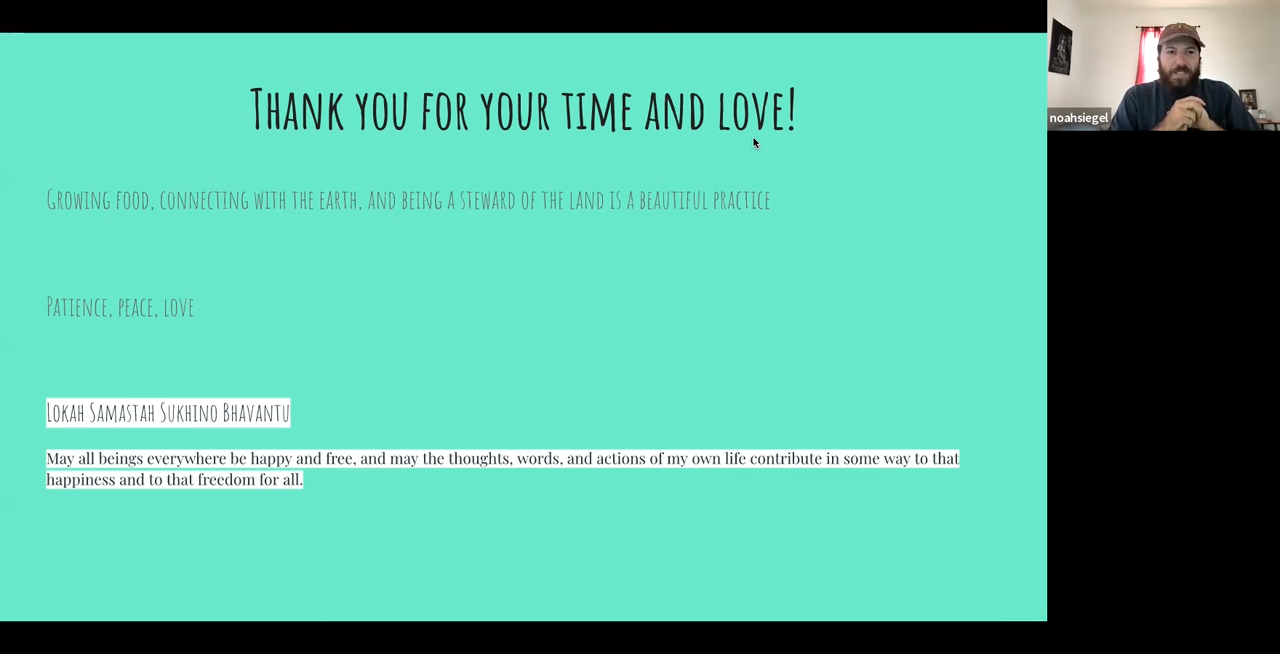 Thank you for your time and love!
noahsiegel
Growing food, connecting with the earth, and being a steward of the land is a beautiful practice
Patience, peace, love
Lokah Samastah Sukhino Bhavantu
May all beings everywhere be happy and free, and may the thoughts, words, and actions of my own life contribute in some way to that
happiness and to that freedom for all.